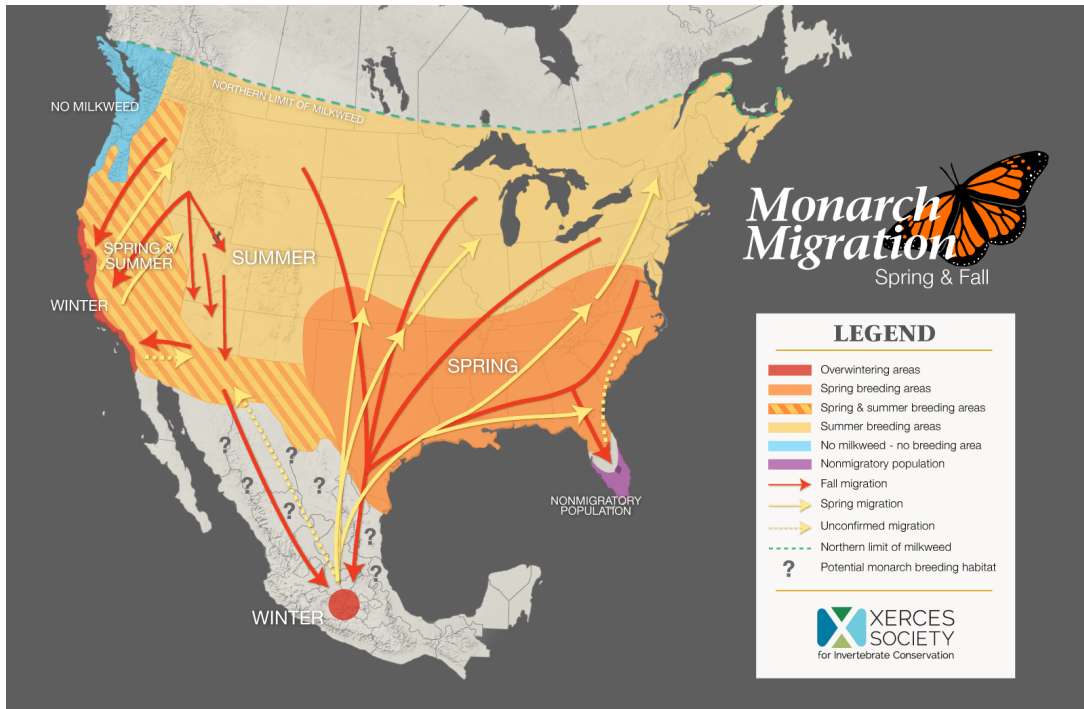 NORTHERN LIMIT OF MILKWEED
NO MILKWEED
Monarch
Migration
Spring & Fall
SPRING &
SUMMER
SUMMER
WINTER
SPRING
NONMIGRATORY
POPULATION
WINTER
LEGEND
Overwintering areas
Spring breeding areas
Spring & summer breeding areas
Summer breeding areas
No milkweed - no breeding area
Nonmigratory population
Fall migration
Spring migration
Unconfirmed migration
Northern limit of milkweed
? Potential monarch breeding habitat
XERCES
SOCIETY
for Invertebrate Conservation
?
?
?
?
?
?